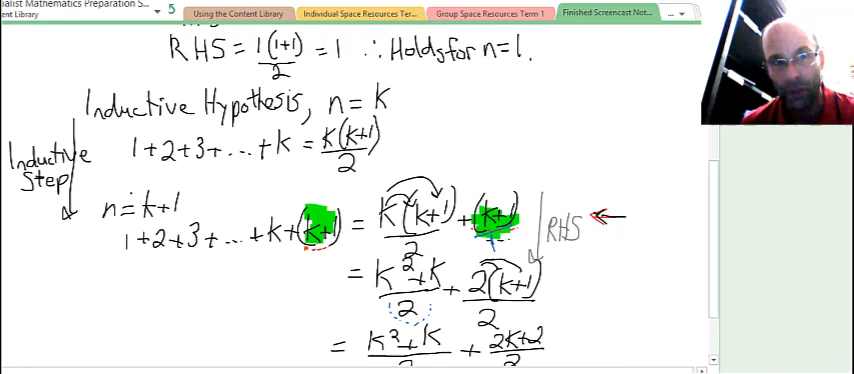 ialist Mathematics Preparation S...
ent Library
5
Using the Content Library
Individual Space Resources Ter...
Group Space Resources Term 1
Finished Screencast Not...
...
RHS = 1(1+1)/2 = 1 ∴ Holds for n=1.
Inductive Hypothesis, n = K
Inductive Step
1+2+3+...+k = K(k+1)/2
n = k+1
1+2+3+...+k+(k+1) = K(k+1)/2 + (k+1)
RHS
= K²+K/2 + 2(k+1)/2
= K²+K/2 + 2k+2/2